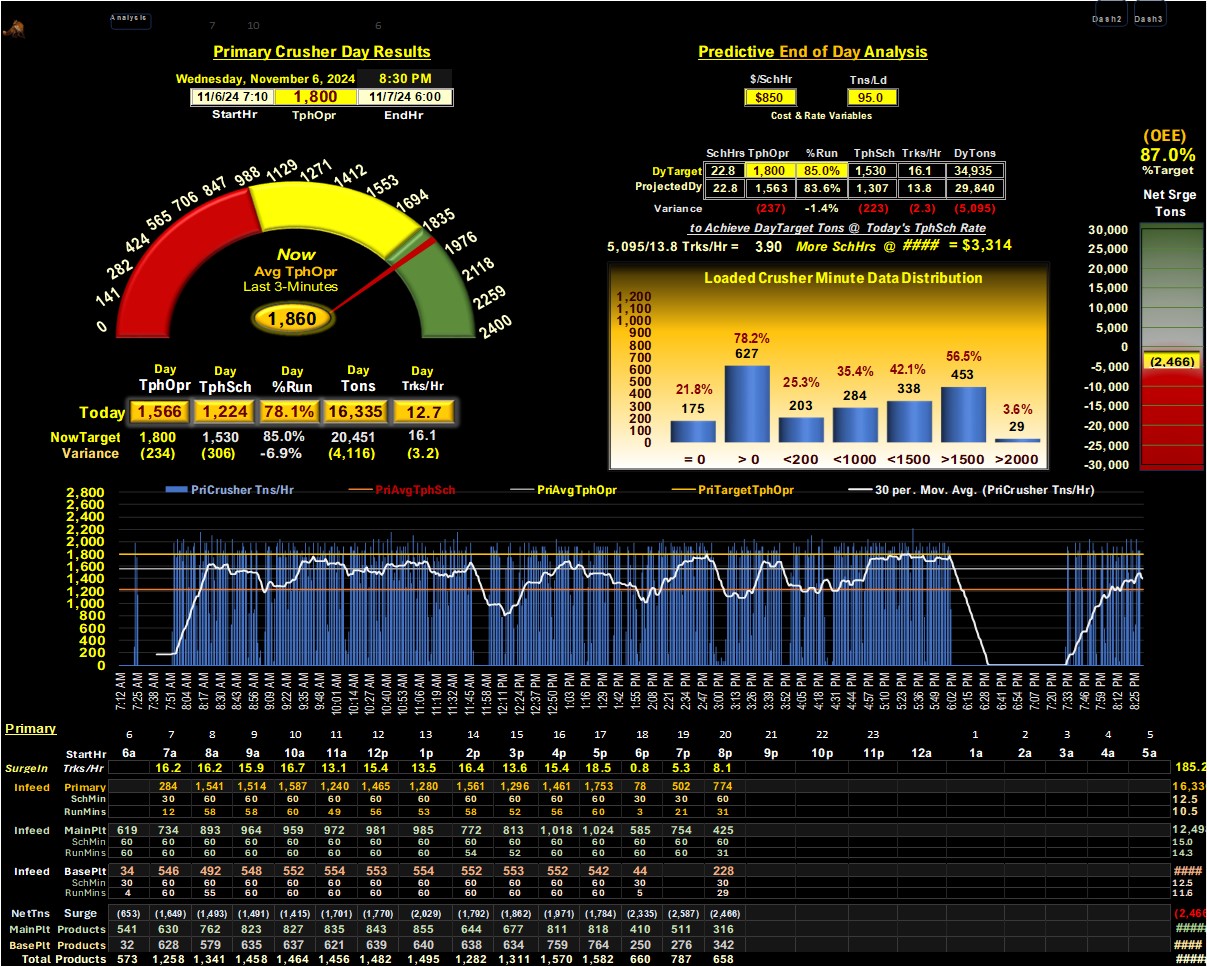 Analysis
7 10 6
Dash2 Dash3
Primary Crusher Day Results
Wednesday, November 6, 2024 8:30 PM
11/6/24 7:10 1,800 11/7/24 6:00
StartHr TphOpr EndHr
Predictive End of Day Analysis
$/SchHr Tns/Ld
$850 95.0
Cost & Rate Variables
SchHrs TphOpr %Run TphSch Trks/Hr DyTons
DyTarget 22.8 1,800 85.0% 1,530 16.1 34,935
ProjectedDy 22.8 1,563 83.6% 1,307 13.8 29,840
Variance (237) -1.4% (223) (2.3) (5,095)
to Achieve DayTarget Tons @ Today's TphSch Rate
5,095/13.8 Trks/Hr = 3.90 More SchHrs @ #### = $3,314
(OEE)
87.0%
%Target
Net Srge
Tons
30,000
25,000
20,000
15,000
10,000
5,000
0
-5,000
-10,000
-15,000
-20,000
-25,000
-30,000
(2,466)
0 141 282 424 565 706 847 988 1129 1271 1412 1553 1694 1835 1976 2118 2259 2400
Now
Avg TphOpr
Last 3-Minutes
1,860
Day Day Day Day Day
TphOpr TphSch %Run Tons Trks/Hr
Today 1,566 1,224 78.1% 16,335 12.7
NowTarget 1,800 1,530 85.0% 20,451 16.1
Variance (234) (306) -6.9% (4,116) (3.2)
Loaded Crusher Minute Data Distribution
1,200
1,100
1,000
900
800
700
600
500
400
300
200
100
0
21.8% 78.2% 25.3% 35.4% 42.1% 56.5% 3.6%
175 627 203 284 338 453 29
= 0 > 0 <200 <1000 <1500 >1500 >2000
PriCrusher Tns/Hr PriAvgTphSch PriAvgTphOpr PriTargetTphOpr 30 per. Mov. Avg. (PriCrusher Tns/Hr)
2,800
2,600
2,400
2,200
2,000
1,800
1,600
1,400
1,200
1,000
800
600
400
200
0
7:12 AM 7:25 AM 7:38 AM 7:51 AM 8:04 AM 8:17 AM 8:30 AM 8:43 AM 8:56 AM 9:09 AM 9:22 AM 9:35 AM 9:48 AM 10:01 AM 10:14 AM 10:27 AM 10:40 AM 10:53 AM 11:06 AM 11:19 AM 11:32 AM 11:45 AM 11:58 AM 12:11 PM 12:24 PM 12:37 PM 12:50 PM 1:03 PM 1:16 PM 1:29 PM 1:42 PM 1:55 PM 2:08 PM 2:21 PM 2:34 PM 2:47 PM 3:00 PM 3:13 PM 3:26 PM 3:39 PM 3:52 PM 4:05 PM 4:18 PM 4:31 PM 4:44 PM 4:57 PM 5:10 PM 5:23 PM 5:36 PM 5:49 PM 6:02 PM 6:15 PM 6:28 PM 6:41 PM 6:54 PM 7:07 PM 7:20 PM 7:33 PM 7:46 PM 7:59 PM 8:12 PM 8:25 PM
Primary
6 7 8 9 10 11 12 13 14 15 16 17 18 19 20 21 22 23 1 2 3 4 5
StartHr 6a 7a 8a 9a 10a 11a 12p 1p 2p 3p 4p 5p 6p 7p 8p 9p 10p 11p 12a 1a 2a 3a 4a 5a
SurgeIn Trks/Hr 16.2 16.2 15.9 16.7 13.1 15.4 13.5 16.4 13.6 15.4 18.5 0.8 5.3 8.1 185.2
Infeed Primary 284 1,541 1,514 1,587 1,240 1,465 1,280 1,561 1,296 1,461 1,753 78 502 774 16,33
SchMin 30 60 60 60 60 60 60 60 60 60 60 30 30 60 12.5
RunMins 12 58 58 60 49 56 53 58 52 56 60 3 21 31 10.5
Infeed MainPlt 619 734 893 964 959 972 981 985 772 813 1,018 1,024 585 754 425 12,49
SchMin 60 60 60 60 60 60 60 60 60 60 60 60 60 60 60 15.0
RunMins 60 60 60 60 60 60 60 60 54 52 60 60 60 60 31 14.3
Infeed BasePlt 34 546 492 548 552 554 553 554 552 553 552 542 44 228 ####
SchMin 30 60 60 60 60 60 60 60 60 60 60 60 30 30 12.5
RunMins 4 60 55 60 60 60 60 60 60 60 60 60 5 29 11.6
NetTns Surge (653) (1,649) (1,493) (1,491) (1,415) (1,701) (1,770) (2,029) (1,792) (1,862) (1,971) (1,784) (2,335) (2,587) (2,466) (2,466
MainPlt Products 541 630 762 823 827 835 843 855 644 677 811 818 410 511 316 ####
BasePlt Products 32 628 579 635 637 621 639 640 638 634 759 764 250 276 342 ####
Total Products 573 1,258 1,341 1,458 1,464 1,456 1,482 1,495 1,282 1,311 1,570 1,582 660 787 658 ####